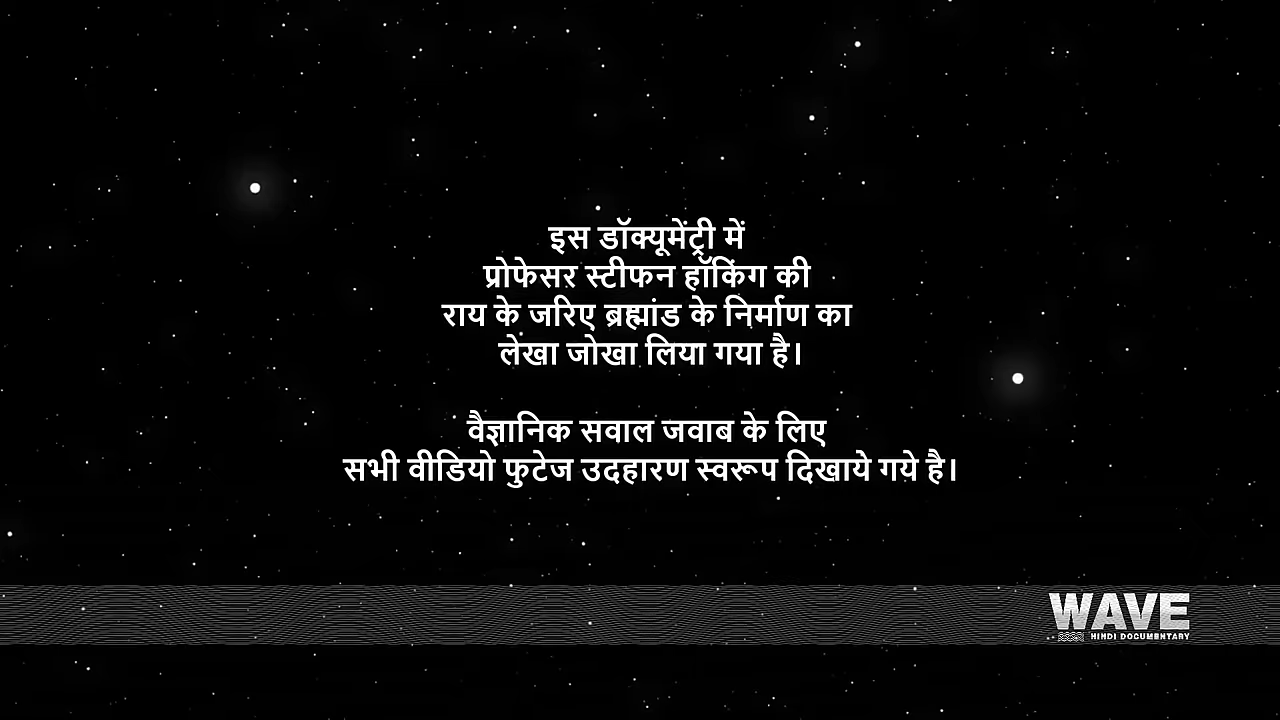 इस डॉक्यूमेंट्री में
प्रोफेसर स्टीफन हॉकिंग की
राय के जरिए ब्रह्मांड के निर्माण का
लेखा जोखा लिया गया है।
वैज्ञानिक सवाल जवाब के लिए
सभी वीडियो फुटेज उदहारण स्वरूप दिखाये गये है।
WAVE
HINDI DOCUMENTARY